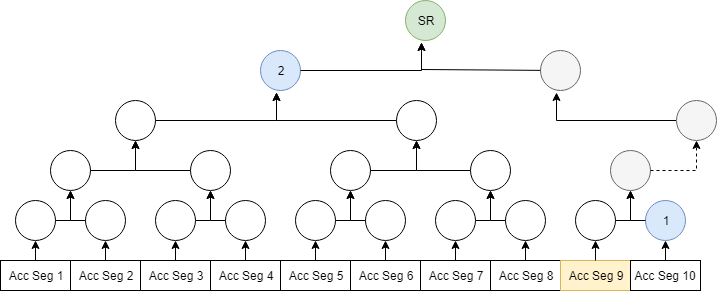 SR
2
1
Acc Seg 1
Acc Seg 2
Acc Seg 3
Acc Seg 4
Acc Seg 5
Acc Seg 6
Acc Seg 7
Acc Seg 8
Acc Seg 9
Acc Seg 10